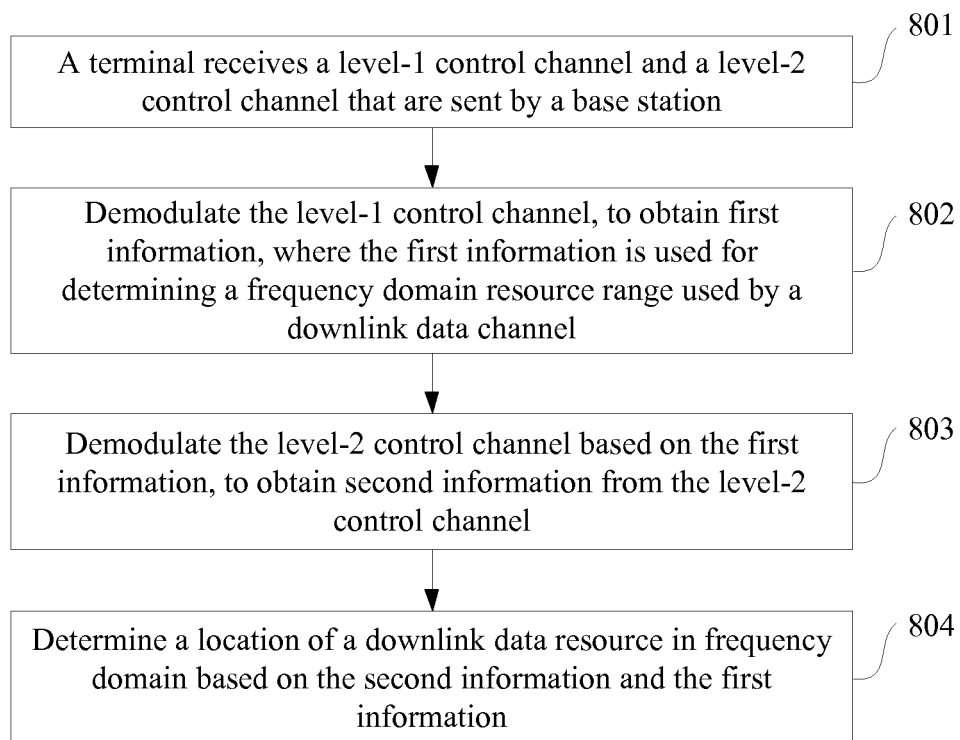 801
A terminal receives a level-1 control channel and a level-2
control channel that are sent by a base station
802
Demodulate the level-1 control channel, to obtain first
information, where the first information is used for
determining a frequency domain resource range used by a
downlink data channel
803
Demodulate the level-2 control channel based on the first
information, to obtain second information from the level-2
control channel
804
Determine a location of a downlink data resource in frequency
domain based on the second information and the first
information